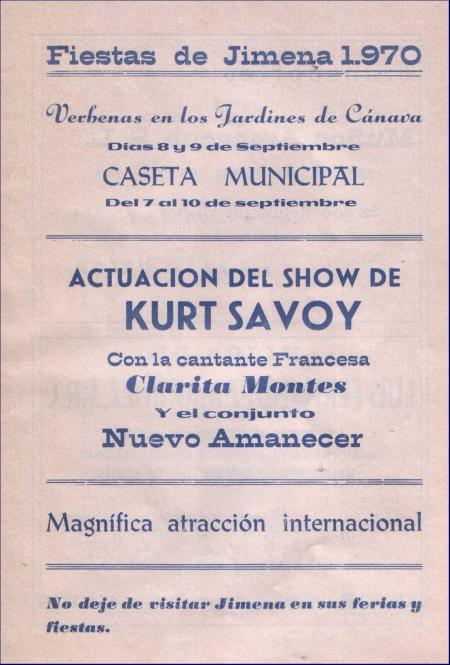 Fiestas de Jimena 1.970
Verbenas en los Jardines de Cánava
Días 8 y 9 de Septiembre
CASETA MUNICIPAL
Del 7 al 10 de septiembre
ACTUACION DEL SHOW DE
KURT SAVOY
Con la cantante Francesa
Clarita Montes
Y el conjunto
Nuevo Amanecer
Magnífica atracción internacional
No deje de visitar Jimena en sus ferias y
fiestas.